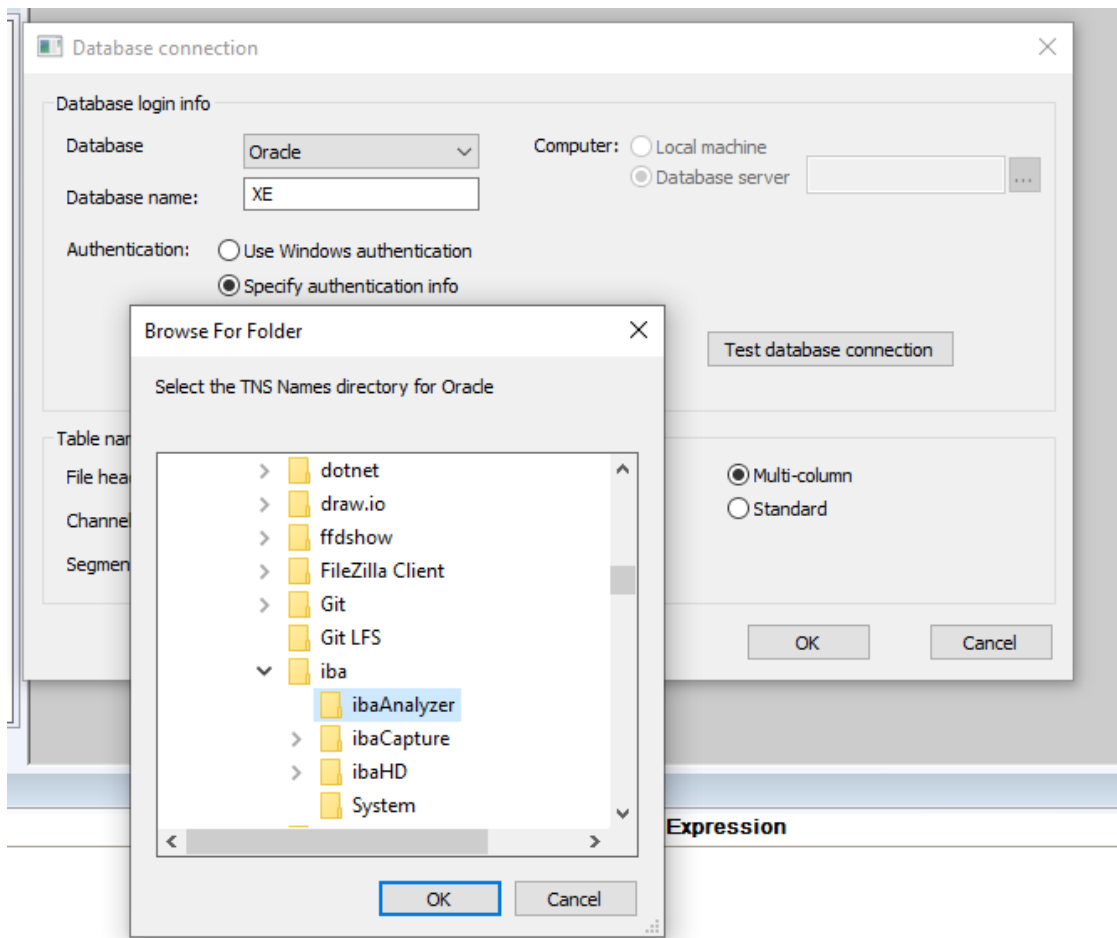 Database connection
Database login info
Database
Oracle
Computer:
Local machine
Database server
...
Database name:
XE
Authentication:
Use Windows authentication
Specify authentication info
Test database connection
Browse For Folder
Select the TNS Names directory for Oracle
dotnet
draw.io
ffdshow
FileZilla Client
Git
Git LFS
iba
ibaAnalyzer
ibaCapture
ibaHD
System
OK
Cancel
Table nar
File hea
Channel
Segmen
Multi-column
Standard
OK
Cancel
Expression